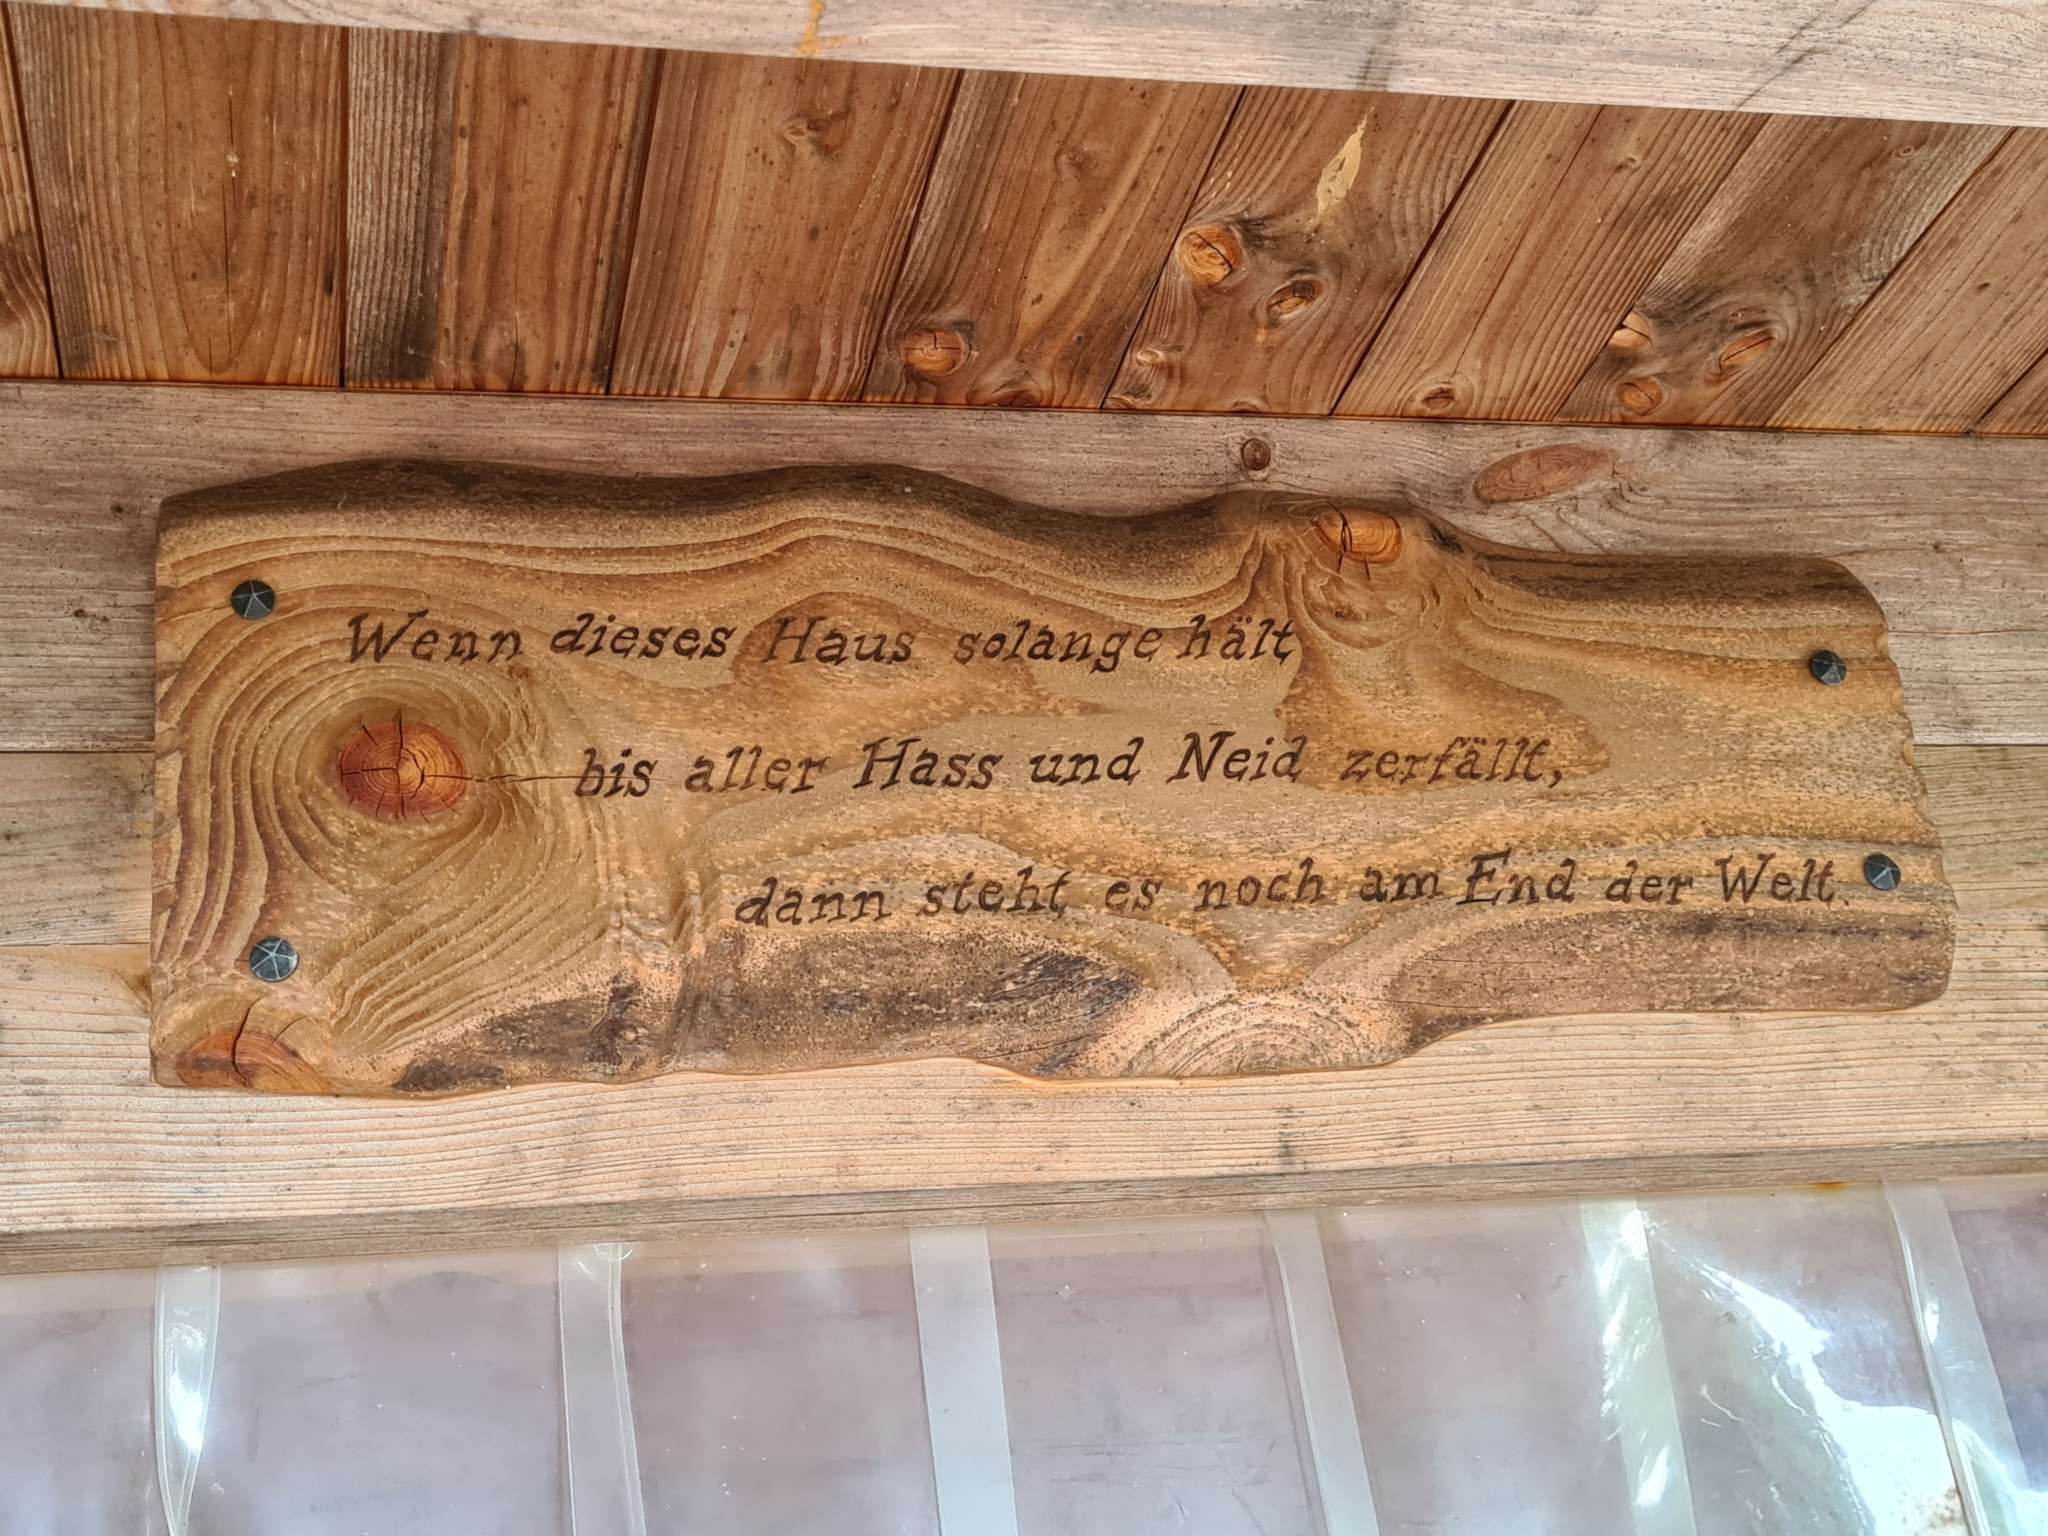 Wenn dieses Haus solange hält
bis aller Hass und Neid zerfällt,
dann steht es noch am End der Welt.